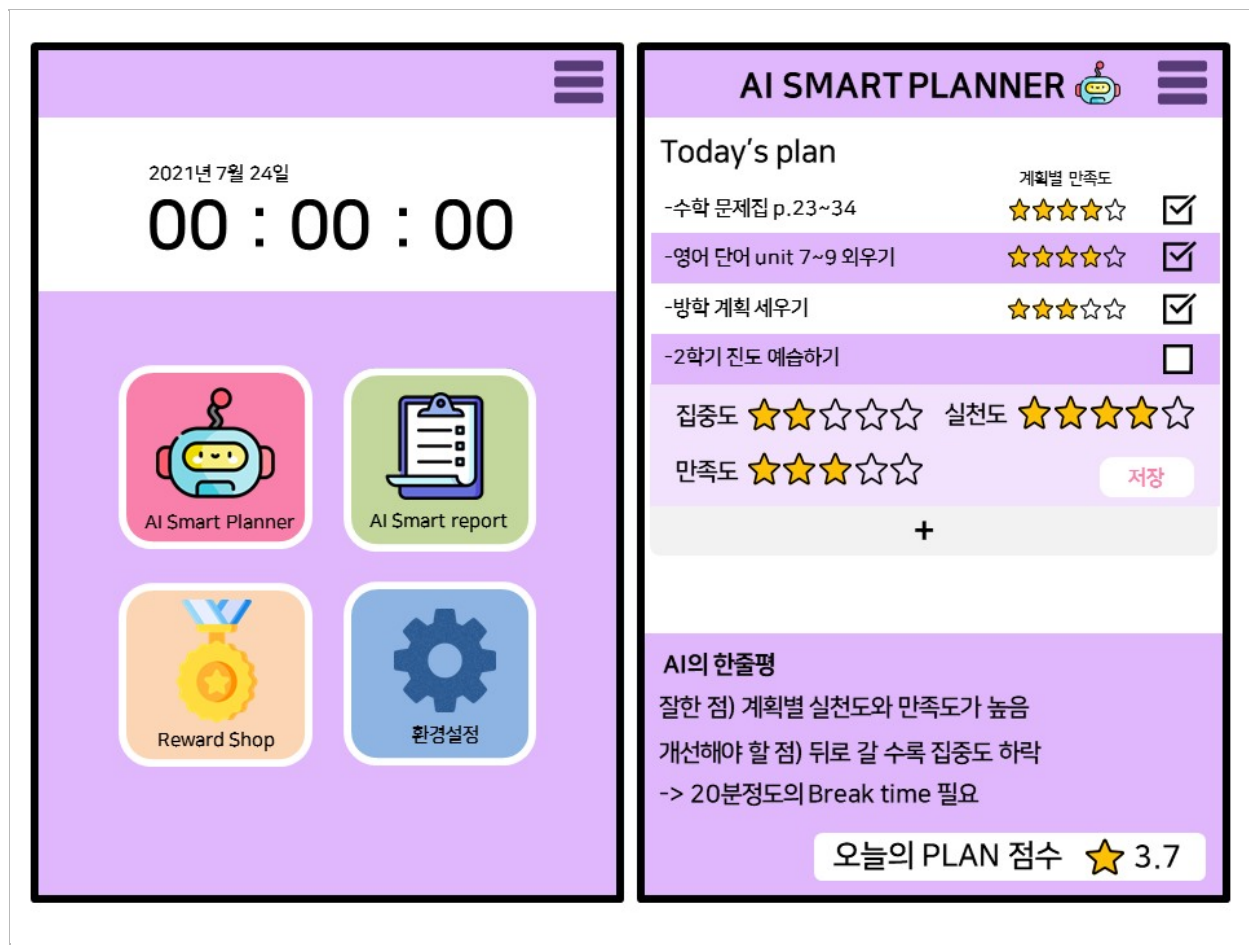 2021년 7월 24일
00 : 00 : 00
AI Smart Planner
AI Smart report
Reward Shop
환경설정
AI SMART PLANNER
Today's plan
계획별 만족도
-수학 문제집 p.23~34
-영어 단어 unit 7~9 외우기
-방학 계획 세우기
-2학기 진도 예습하기
집중도 실천도
만족도
저장
+
AI의 한줄평
잘한 점) 계획별 실천도와 만족도가 높음
개선해야 할 점) 뒤로 갈 수록 집중도 하락
-> 20분정도의 Break time 필요
오늘의 PLAN 점수 3.7